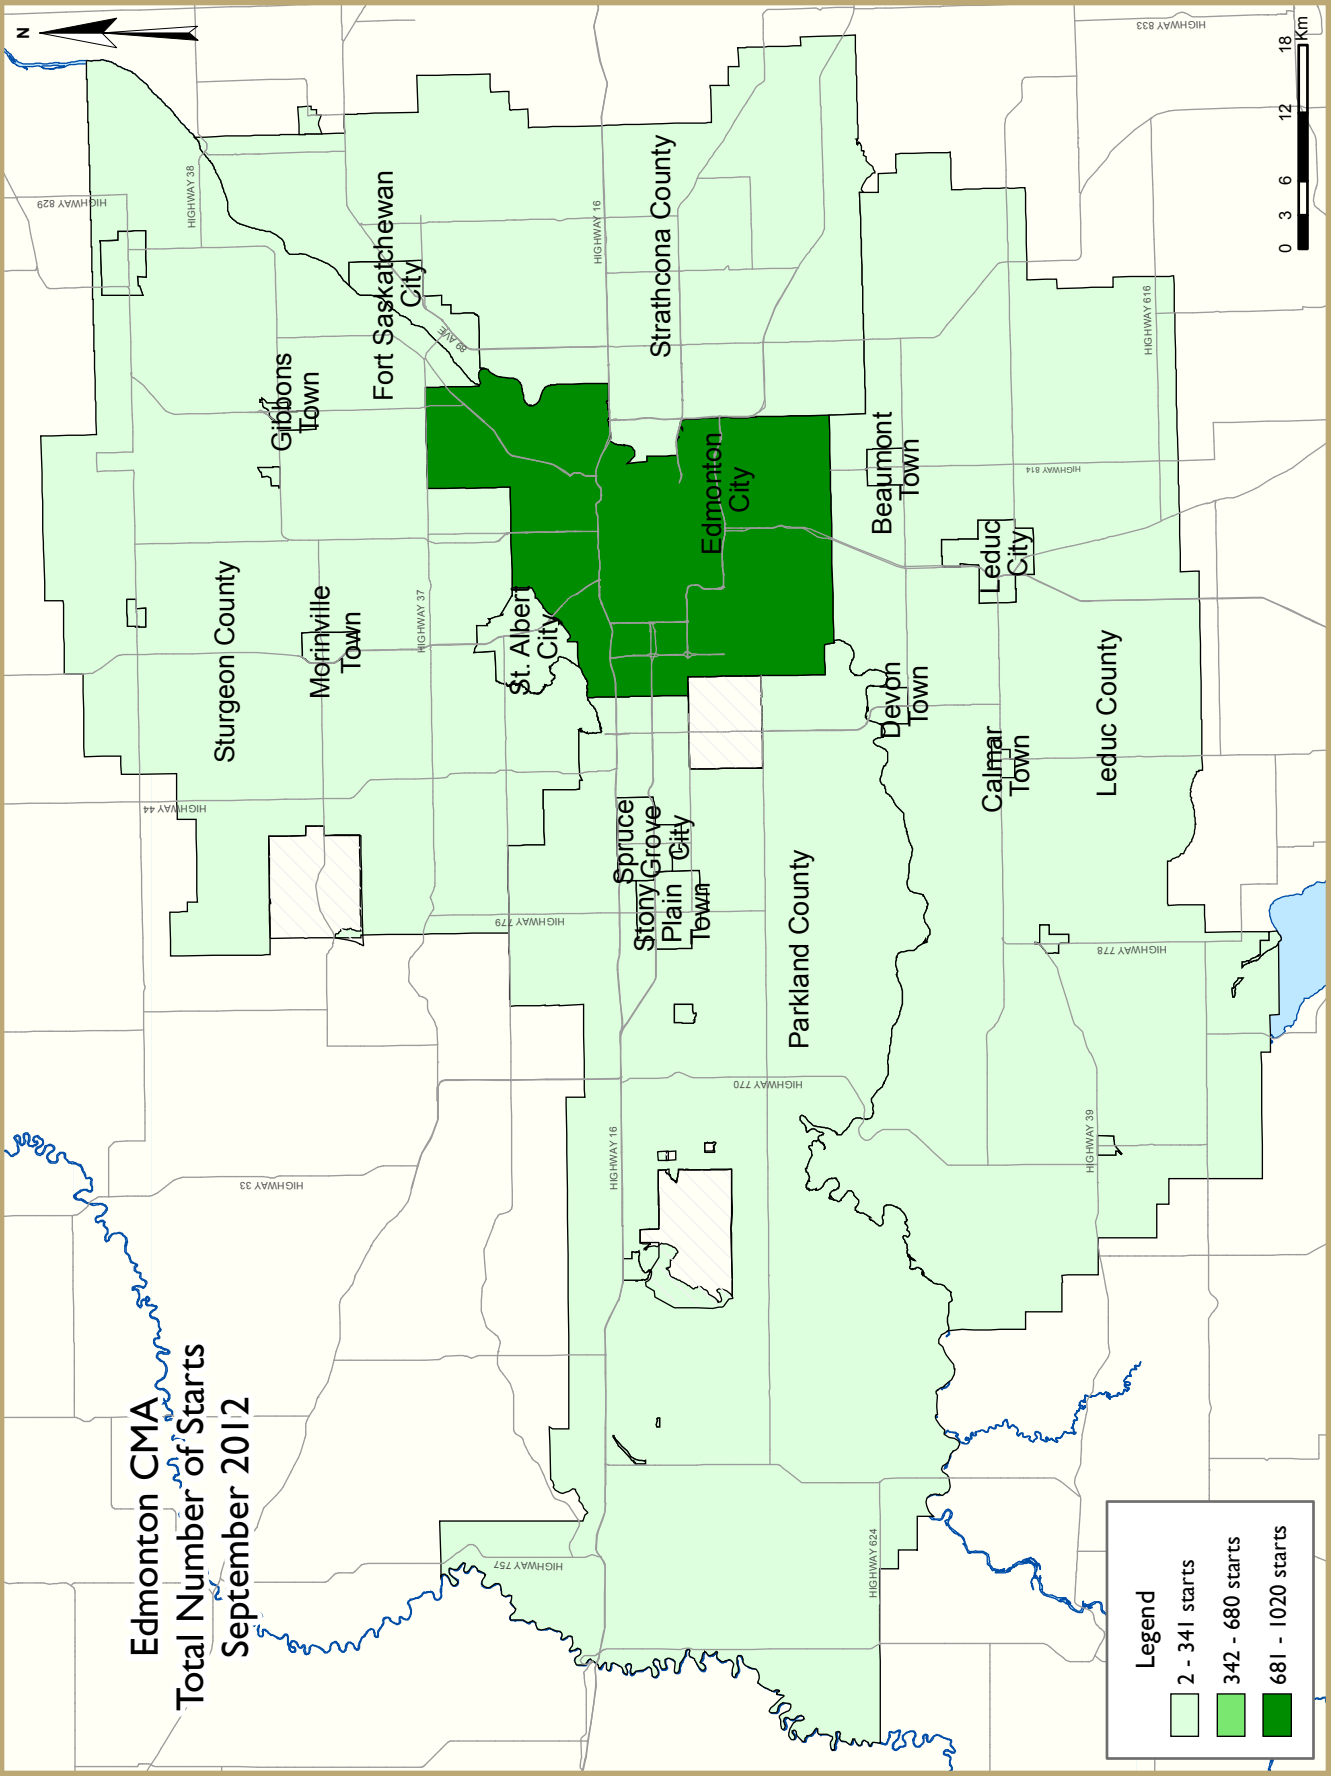 Edmonton CMA
Total Number of Starts
September 2012
N
HIGHWAY 757
HIGHWAY 33
HIGHWAY 44
HIGHWAY 829
HIGHWAY 38
HIGHWAY 833
Sturgeon County
Gibbons
Town
Morinville
Town
Fort Saskatchewan
City
89 AVE
HIGHWAY 37
HIGHWAY 779
St. Albert
City
HIGHWAY 16
HIGHWAY 16
Strathcona County
Spruce
Grove
City
Stony
Plain
Town
Edmonton
City
HIGHWAY 770
Parkland County
HIGHWAY 624
Devon
Town
Beaumont
Town
Calmar
Town
Leduc
City
HIGHWAY 814
HIGHWAY 39
HIGHWAY 778
Leduc County
HIGHWAY 616
Legend
2 - 341 starts
342 - 680 starts
681 - 1020 starts
0 3 6 12 18
Km